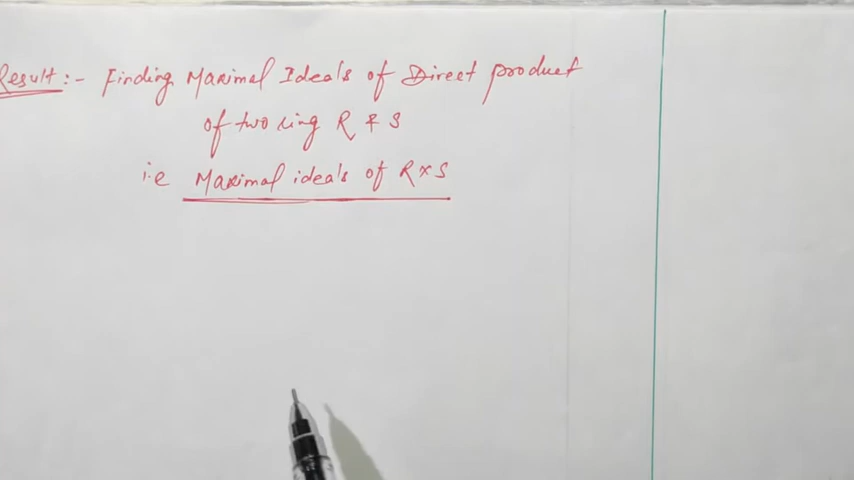 Result :- Finding Maximal Ideals of Direct product
of two ring R & S
i.e Maximal ideals of R×S